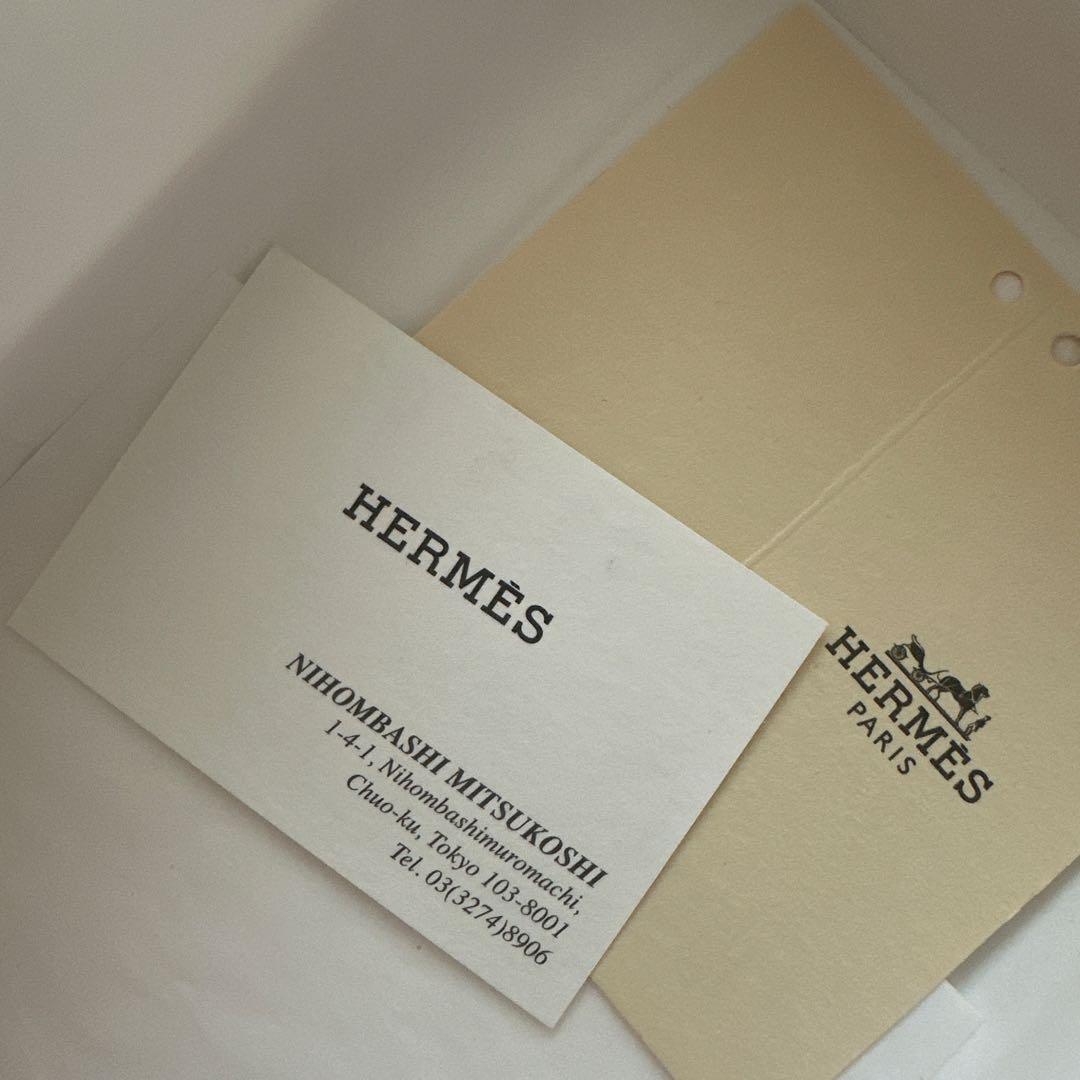 HERMÈS
NIHOMBASHI MITSUKOSHI
1-4-1, Nihombashimuromachi,
Chuo-ku, Tokyo 103-8001
Tel. 03(3274)8906
HERMÈS
PARIS